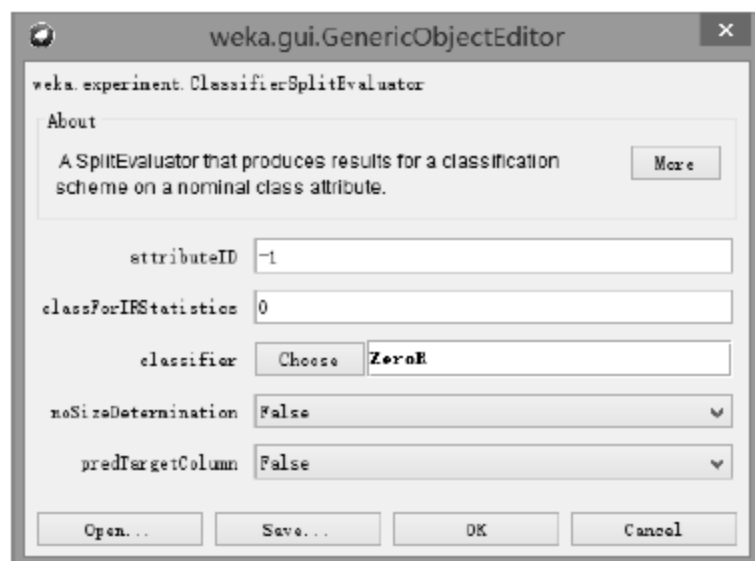 weka.gui.GenericObjectEditor
×
weka.experiment.ClassifierSplitEvaluator
About
A SplitEvaluator that produces results for a classification
scheme on a nominal class attribute.
More
attributeID -1
classForIRStatistics 0
classifier Choose ZeroR
noSizeDetermination False
predTargetColumn False
Open... Save... OK Cancel